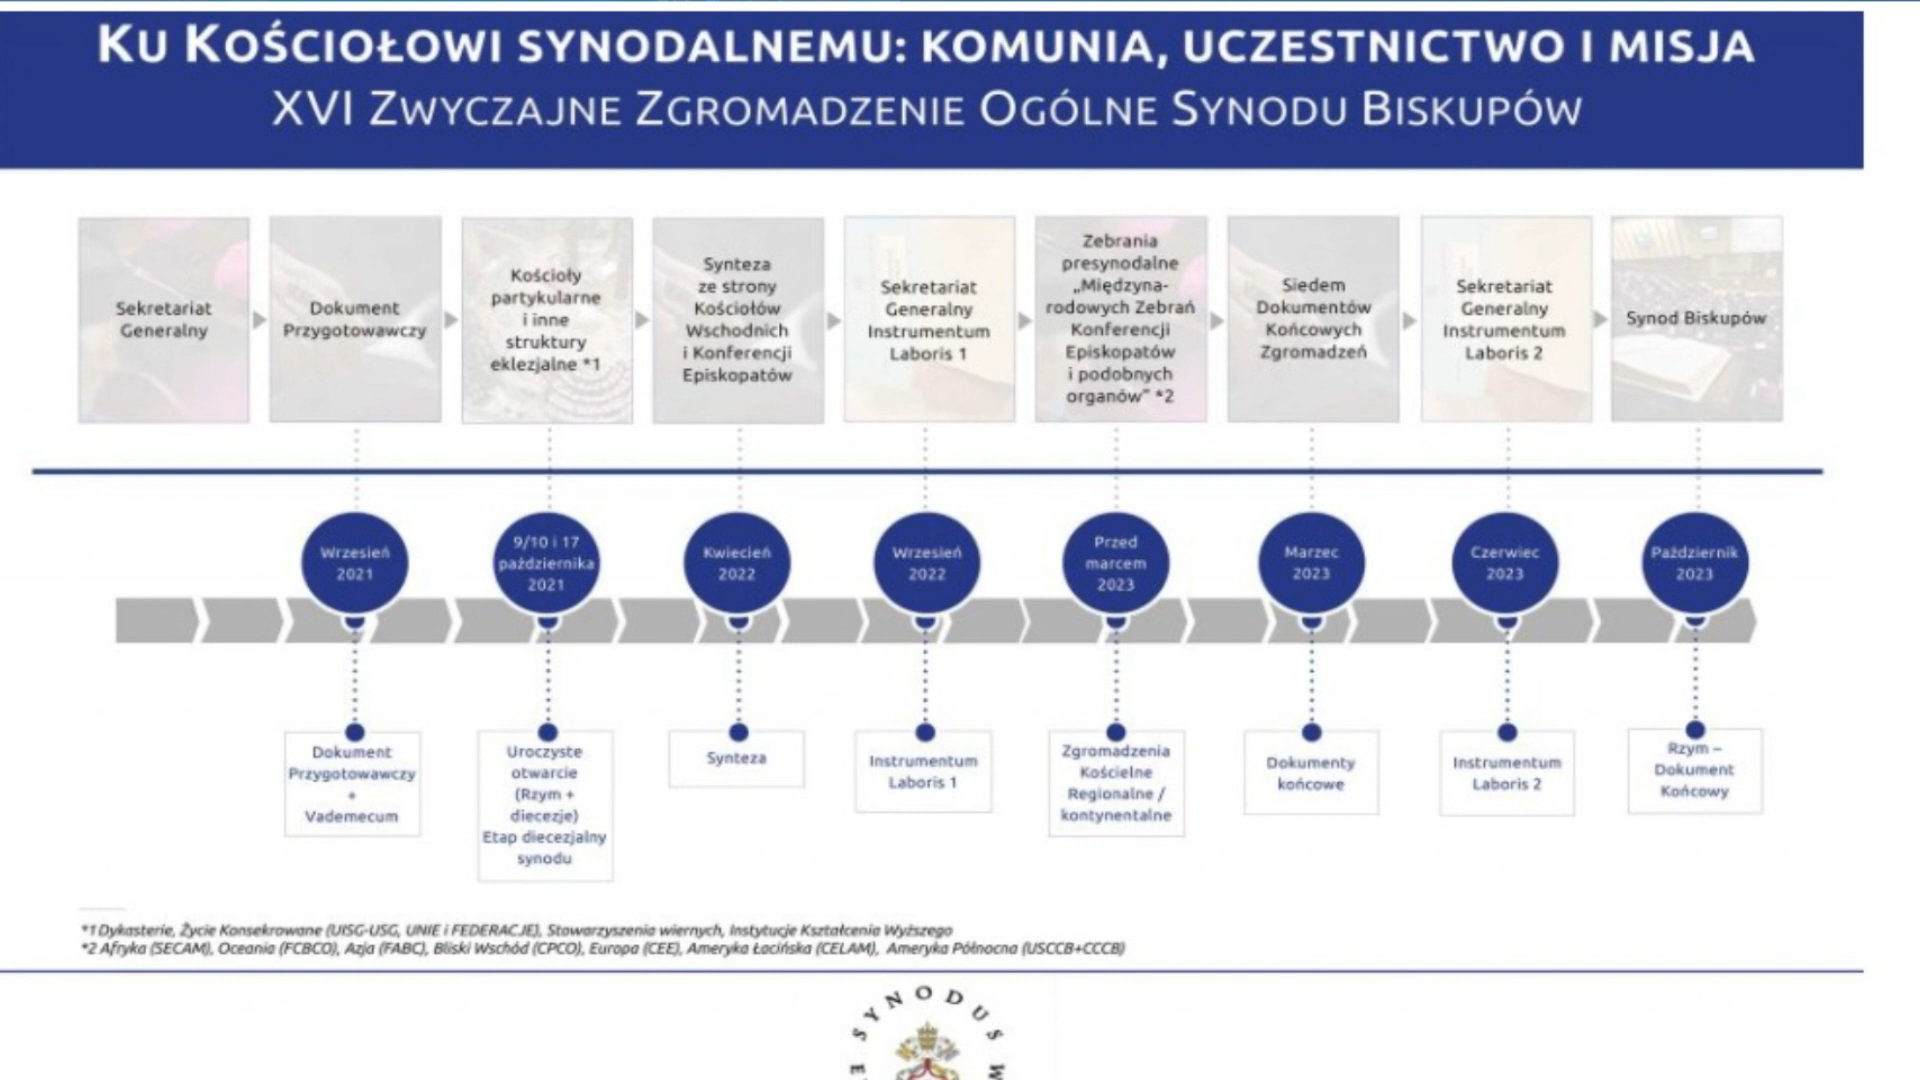 KU KOŚCIOŁOWI SYNODALNEMU: KOMUNIA, UCZESTNICTWO I MISJA
XVI ZWYCZAJNE ZGROMADZENIE OGÓLNE SYNODU BISKUPÓW
Sekretariat
Generalny
Dokument
Przygotowawczy
Kościoły
partykularne
i inne
struktury
eklezjalne *1
Synteza
ze strony
Kościołów
Wschodnich
i Konferencji
Episkopatów
Sekretariat
Generalny
Instrumentum
Laboris 1
Zebrania
presynodalne
„Międzyna-
rodowych Zebrań
Konferencji
Episkopatów
i podobnych
organów” *2
Siedem
Dokumentów
Końcowych
Zgromadzeń
Sekretariat
Generalny
Instrumentum
Laboris 2
Synod Biskupów
Wrzesień
2021
9/10 i 17
października
2021
Kwiecień
2022
Wrzesień
2022
Przed
marcem
2023
Marzec
2023
Czerwiec
2023
Październik
2023
Dokument
Przygotowawczy
+
Vademecum
Uroczyste
otwarcie
(Rzym +
diecezje)
Etap diecezjalny
synodu
Synteza
Instrumentum
Laboris 1
Zgromadzenia
Kościelne
Regionalne /
kontynentalne
Dokumenty
końcowe
Instrumentum
Laboris 2
Rzym –
Dokument
Końcowy
*1 Dykasterie, Życie Konsekrowane (UISG-USG, UNIE i FEDERACJE), Stowarzyszenia wiernych, Instytucje Kształcenia Wyższego
*2 Afryka (SECAM), Oceania (FCBCO), Azja (FABC), Bliski Wschód (CPCO), Europa (CEE), Ameryka Łacińska (CELAM), Ameryka Północna (USCCB+CCCB)
SYNODUS